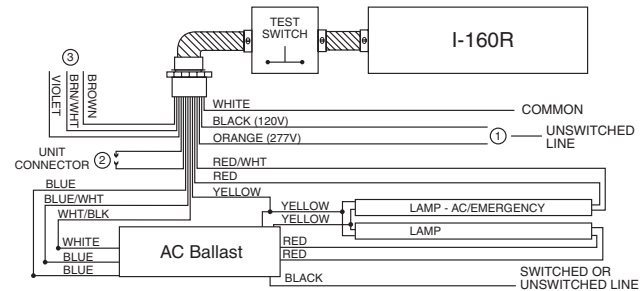 TEST
SWITCH
I-160R
3
VIOLET
BRN/WHT
BROWN
WHITE
COMMON
BLACK (120V)
1
UNSWITCHED
LINE
ORANGE (277V)
UNIT
CONNECTOR
2
RED/WHT
RED
BLUE
YELLOW
BLUE/WHT
YELLOW
LAMP - AC/EMERGENCY
WHT/BLK
YELLOW
LAMP
WHITE
AC Ballast
RED
BLUE
RED
BLUE
BLACK
SWITCHED OR
UNSWITCHED LINE